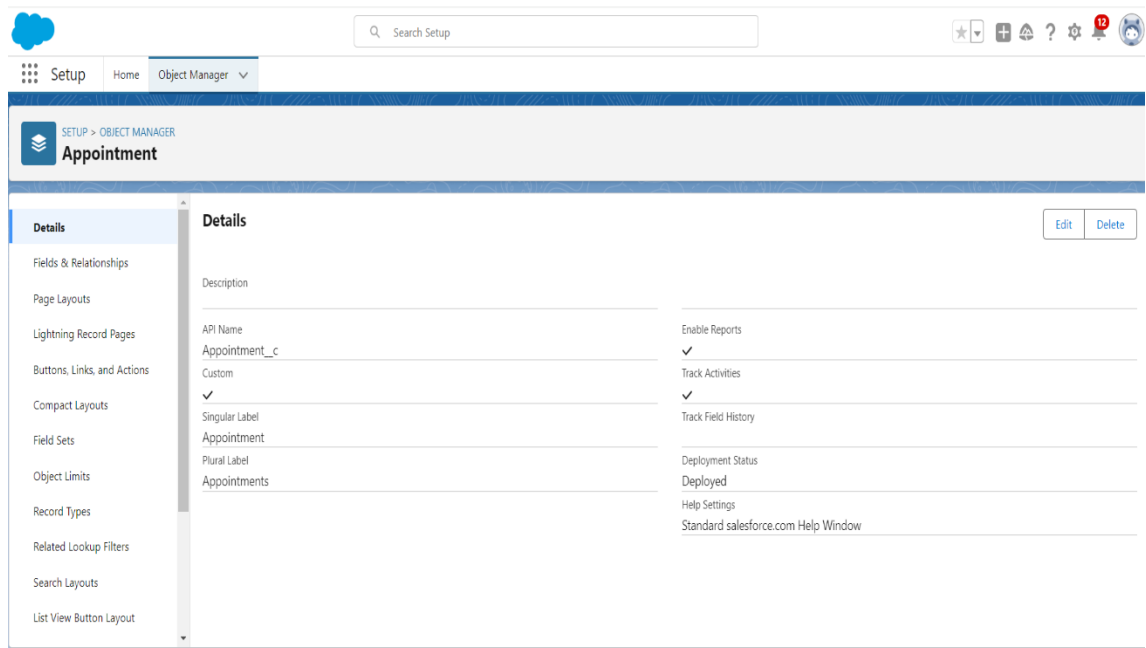 Search Setup
12
Setup
Home
Object Manager
SETUP > OBJECT MANAGER
Appointment
Details
Fields & Relationships
Page Layouts
Lightning Record Pages
Buttons, Links, and Actions
Compact Layouts
Field Sets
Object Limits
Record Types
Related Lookup Filters
Search Layouts
List View Button Layout
Details
Edit
Delete
Description
API Name
Appointment__c
Custom
Singular Label
Appointment
Plural Label
Appointments
Enable Reports
Track Activities
Track Field History
Deployment Status
Deployed
Help Settings
Standard salesforce.com Help Window